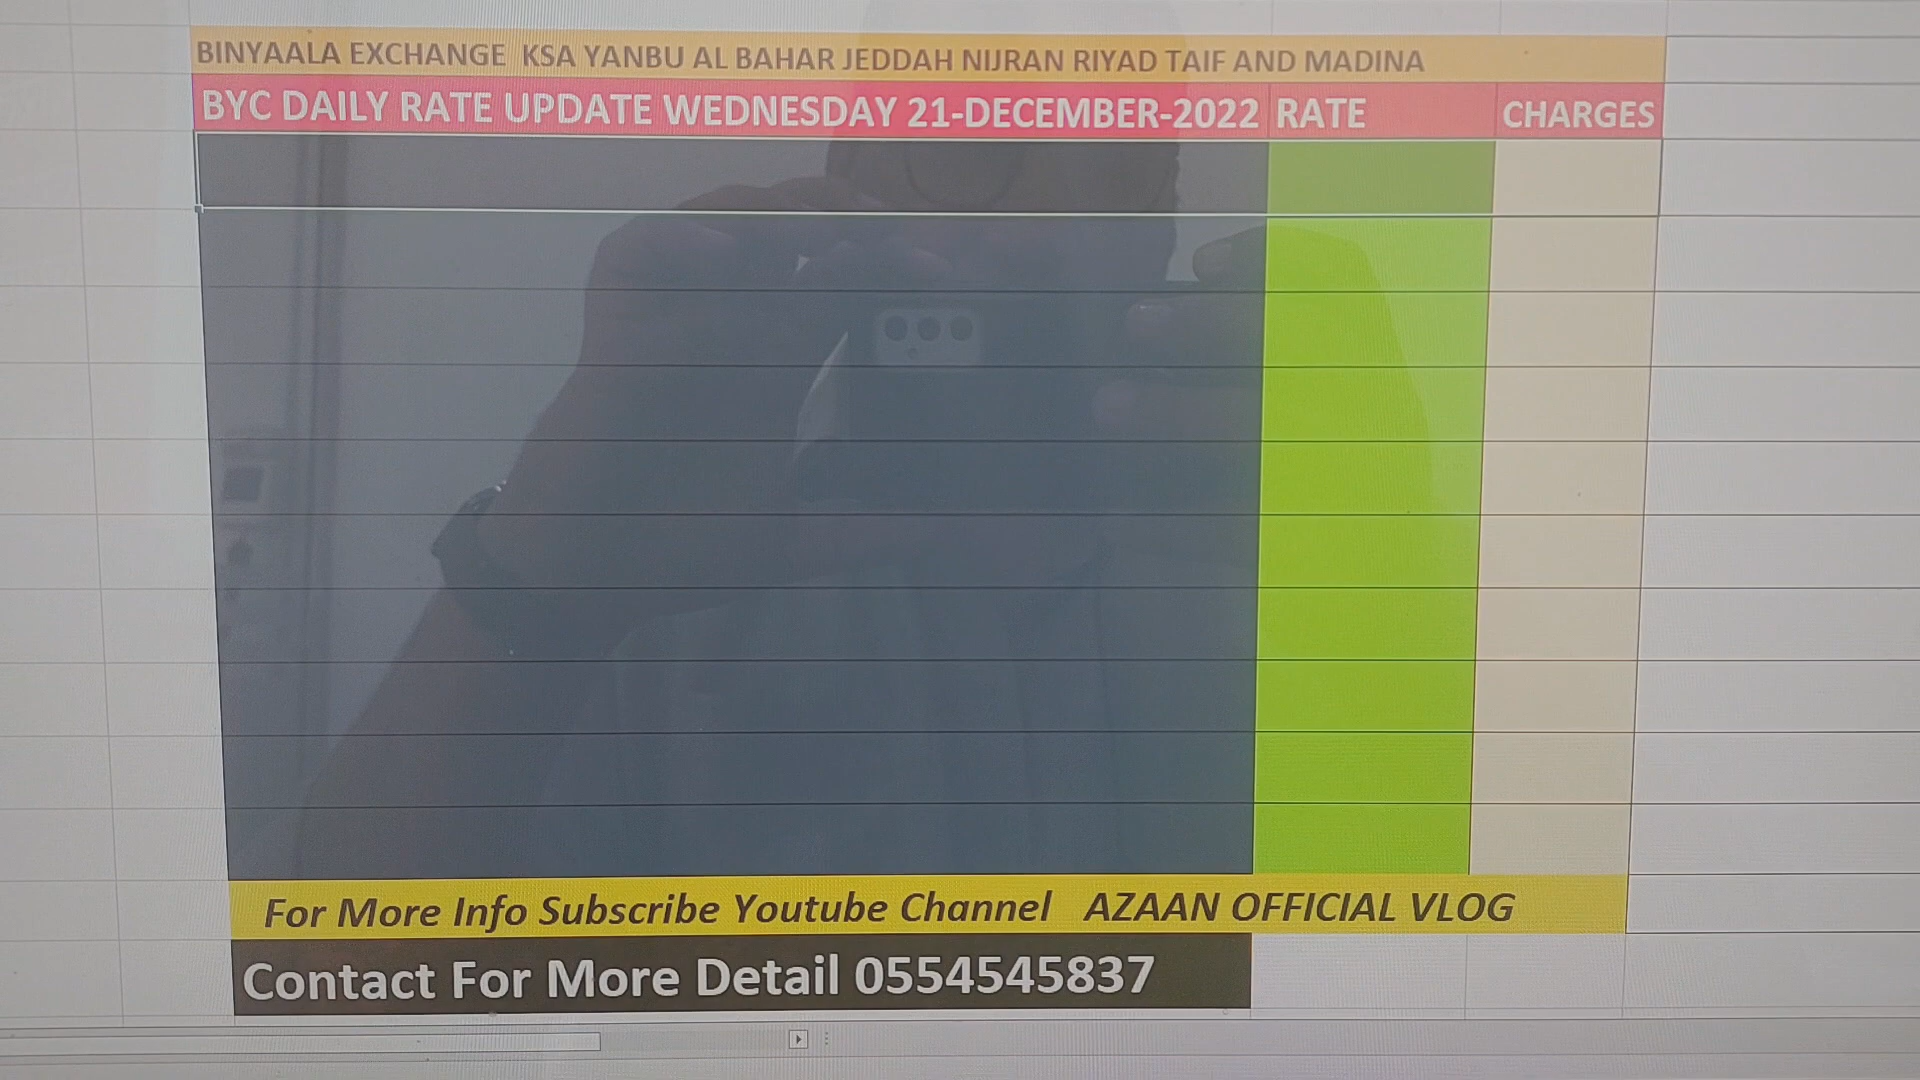 BINYAALA EXCHANGE KSA YANBU AL BAHAR JEDDAH NIJRAN RIYAD TAIF AND MADINA
BYC DAILY RATE UPDATE WEDNESDAY 21-DECEMBER-2022 RATE CHARGES
For More Info Subscribe Youtube Channel AZAAN OFFICIAL VLOG
Contact For More Detail 0554545837